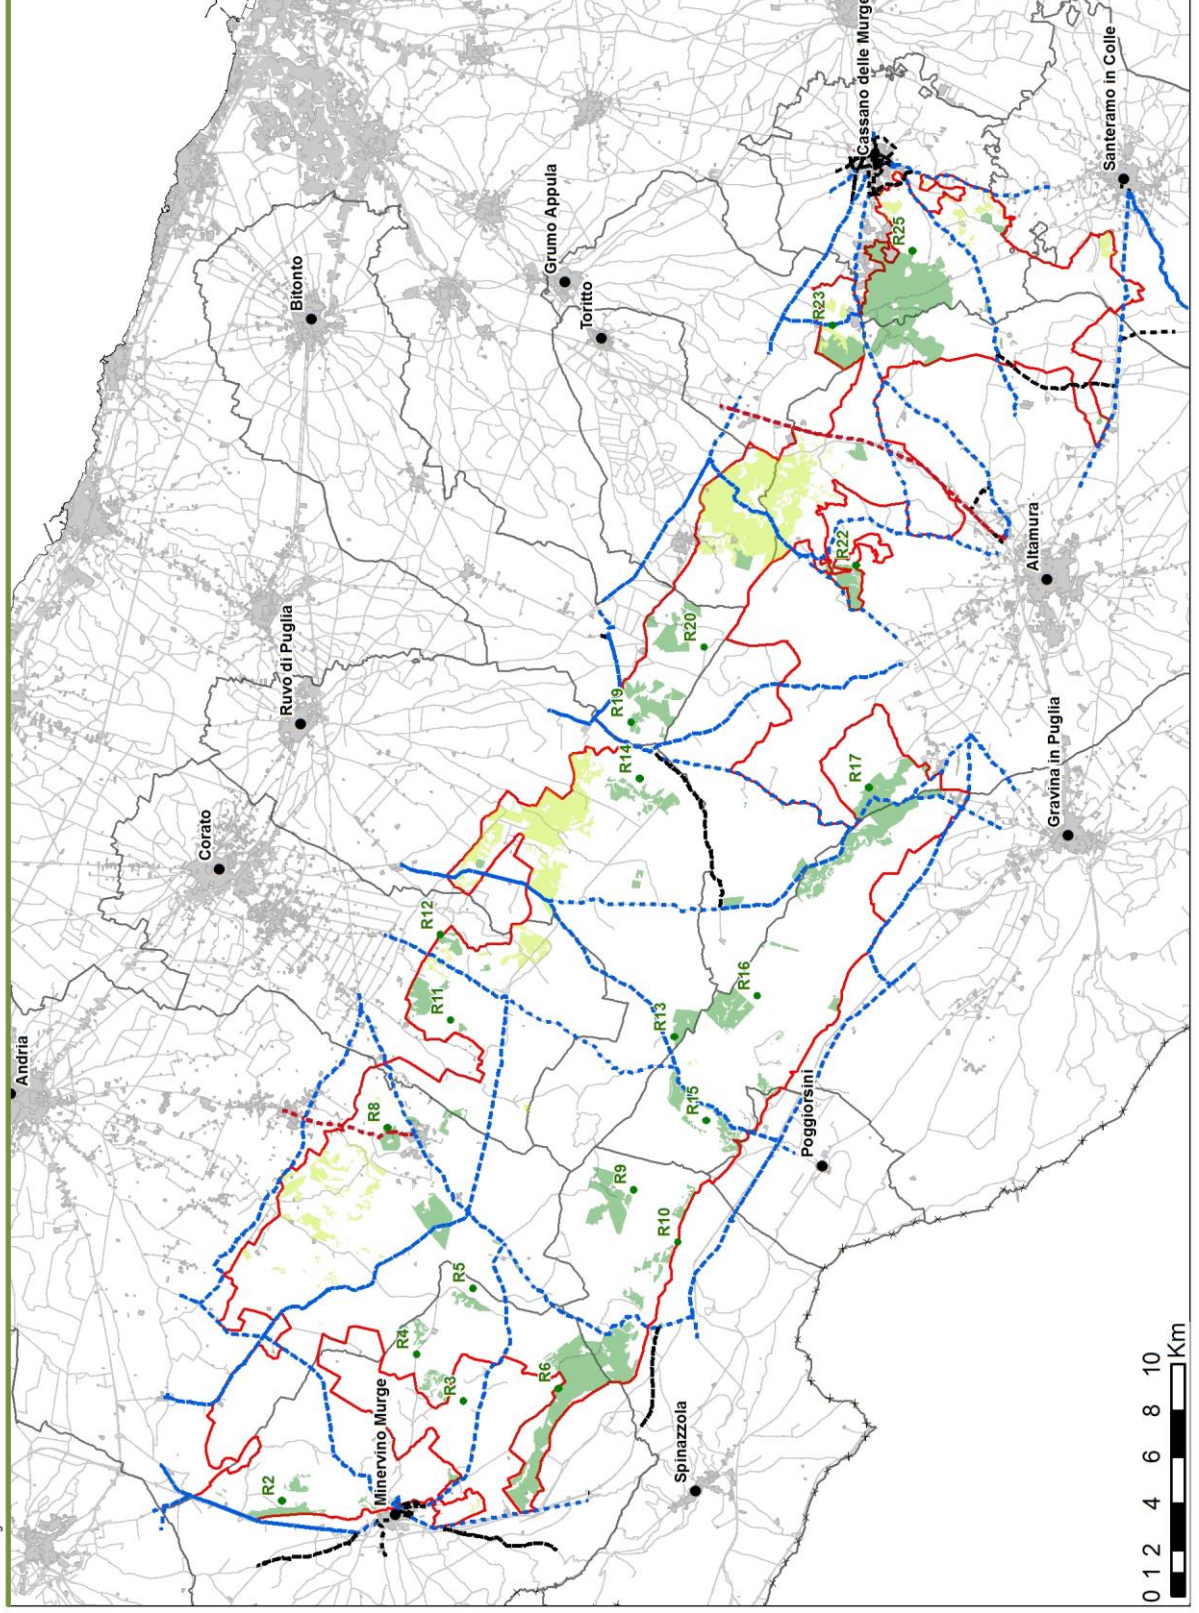 Andria
Corato
R2
Ruvo di Puglia
Bitonto
R8
Minervino Murge
R4
R12
R11
R3
R5
R6
Grumo Appula
Toritto
R19
R9
R14
R13
R10
Spinazzola
R20
R15
R16
Poggiorsini
R23
R22
R17
Cassano delle Murge
R25
Altamura
Gravina in Puglia
Santeramo in Colle
0 1 2 4 6 8 10
Km